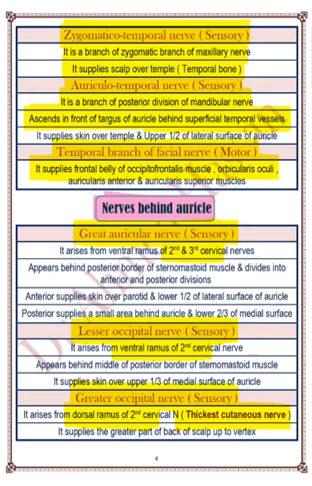 Zygomatico-temporal nerve ( Sensory )
It is a branch of zygomatic branch of maxillary nerve
It supplies scalp over temple ( Temporal bone )
Auriculo-temporal nerve ( Sensory )
It is a branch of posterior division of mandibular nerve
Ascends in front of targus of auricle behind superficial temporal vessels
It supplies skin over temple & Upper 1/2 of lateral surface of auricle
Temporal branch of facial nerve ( Motor )
It supplies frontal belly of occipitofrontalis muscle , orbicularis oculi ,
auricularis anterior & auricularis superior muscles
Nerves behind auricle
Great auricular nerve ( Sensory )
It arises from ventral ramus of 2nd & 3rd cervical nerves
Appears behind posterior border of sternomastoid muscle & divides into
anterior and posterior divisions
Anterior supplies skin over parotid & lower 1/2 of lateral surface of auricle
Posterior supplies a small area behind auricle & lower 2/3 of medial surface
Lesser occipital nerve ( Sensory )
It arises from ventral ramus of 2nd cervical nerve
Appears behind middle of posterior border of sternomastoid muscle
It supplies skin over upper 1/3 of medial surface of auricle
Greater occipital nerve ( Sensory )
It arises from dorsal ramus of 2nd cervical N ( Thickest cutaneous nerve )
It supplies the greater part of back of scalp up to vertex
4